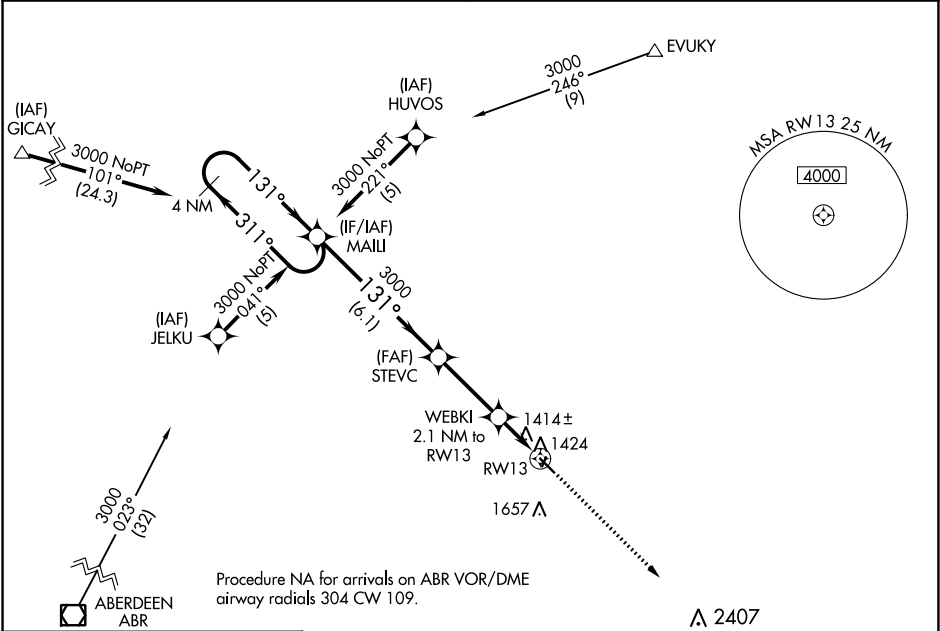 EVUKY
3000
246°
(9)
(IAF)
HUVOS
(IAF)
GICAY
3000 NoPT
101°
(24.3)
4 NM
131°
311°
3000 NoPT
221°
(5)
(IF/IAF)
MAILI
MSA RW13 25 NM
4000
3000 NoPT
041°
(5)
(IAF)
JELKU
3000
131°
(6.1)
(FAF)
STEVC
WEBKI
2.1 NM to
RW13
1414±
1424
RW13
1657
3000
023°
(32)
ABERDEEN
ABR
Procedure NA for arrivals on ABR VOR/DME
airway radials 304 CW 109.
2407